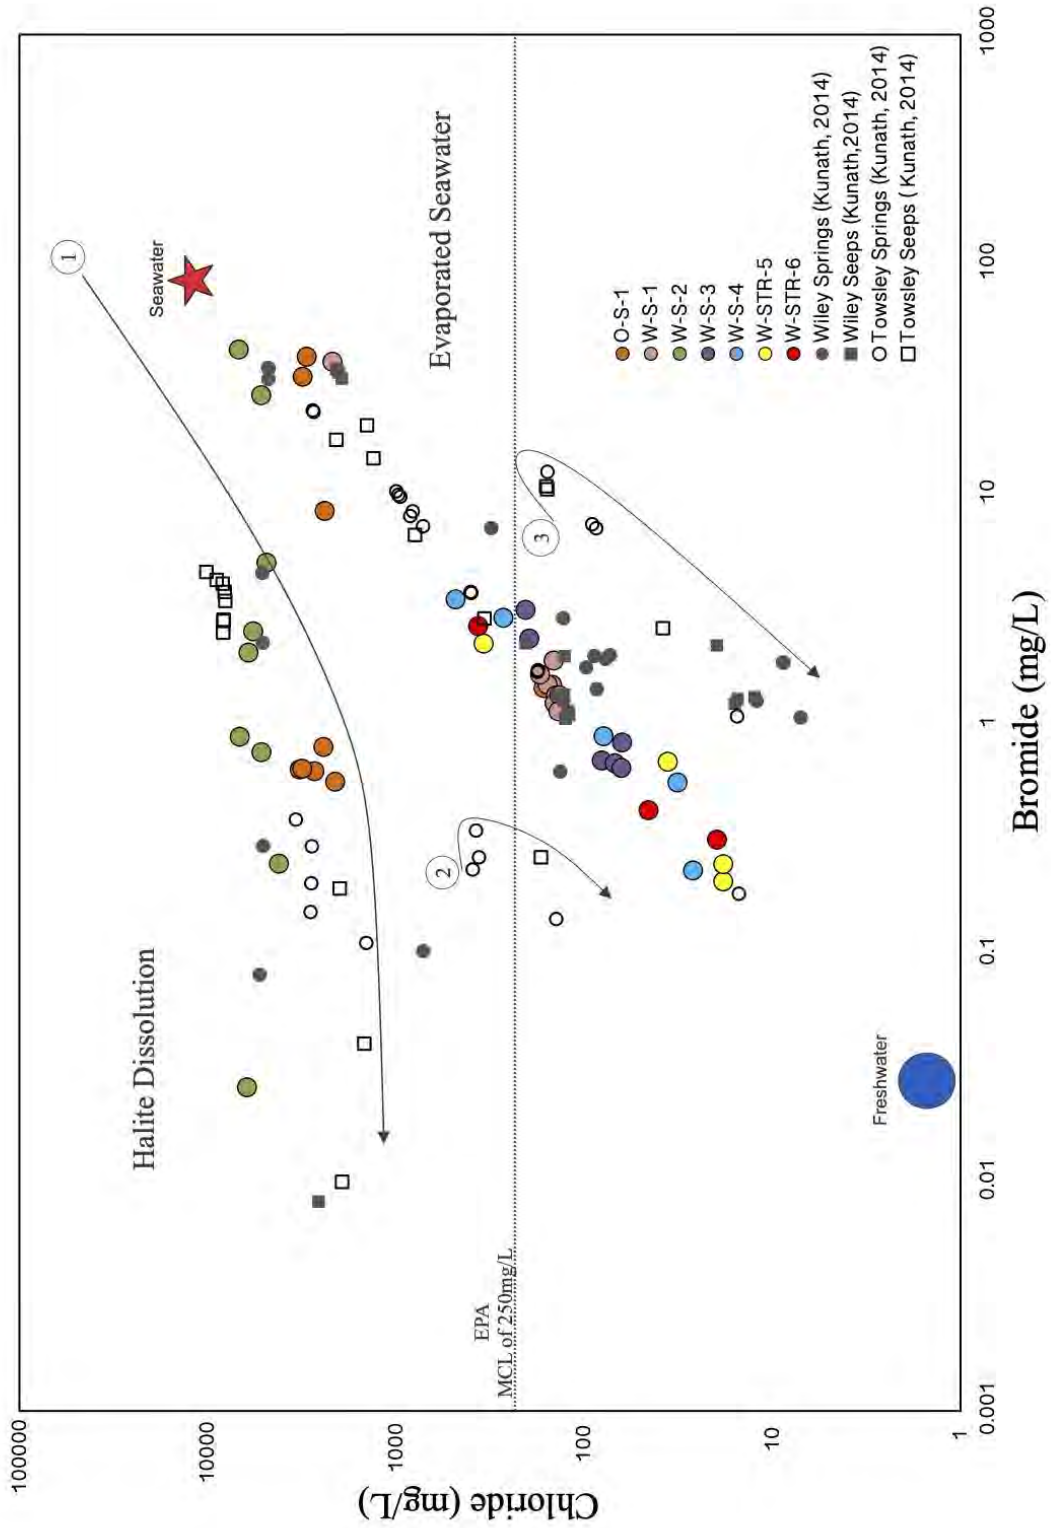 Chloride (mg/L)
100000
10000
1000
100
10
1
Halite Dissolution
1
Seawater
Evaporated Seawater
EPA
MCL of 250mg/L
2
3
Freshwater
O-S-1
W-S-1
W-S-2
W-S-3
W-S-4
W-STR-5
W-STR-6
Wiley Springs (Kunath, 2014)
Wiley Seeps (Kunath,2014)
Towsley Springs (Kunath, 2014)
Towsley Seeps ( Kunath, 2014)
0.001
0.01
0.1
1
10
100
1000
Bromide (mg/L)